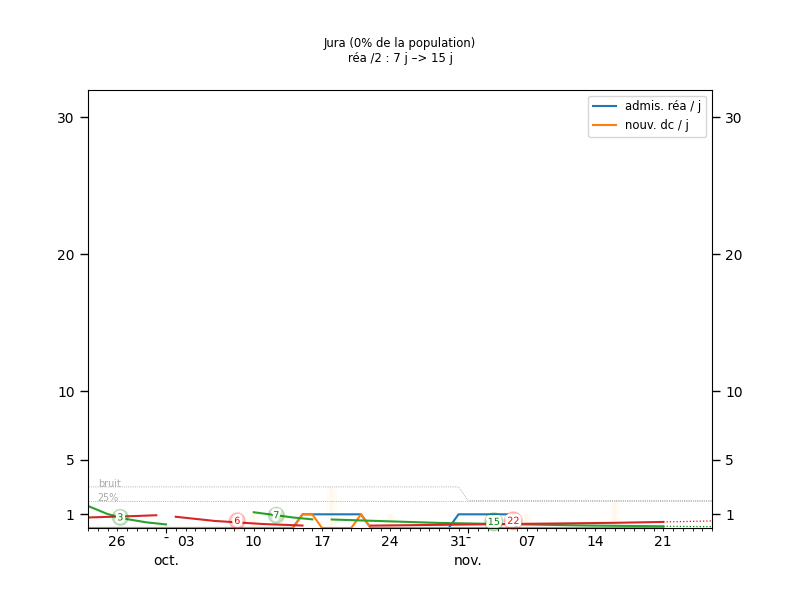 Jura (0% de la population)
réa /2 : 7 j –> 15 j
admis. réa / j
nouv. dc / j
30 30
20 20
10 10
5 5
bruit
25%
1 1
3 6 7 15 22
26 - 03 10 17 24 31 - 07 14 21
oct. nov.